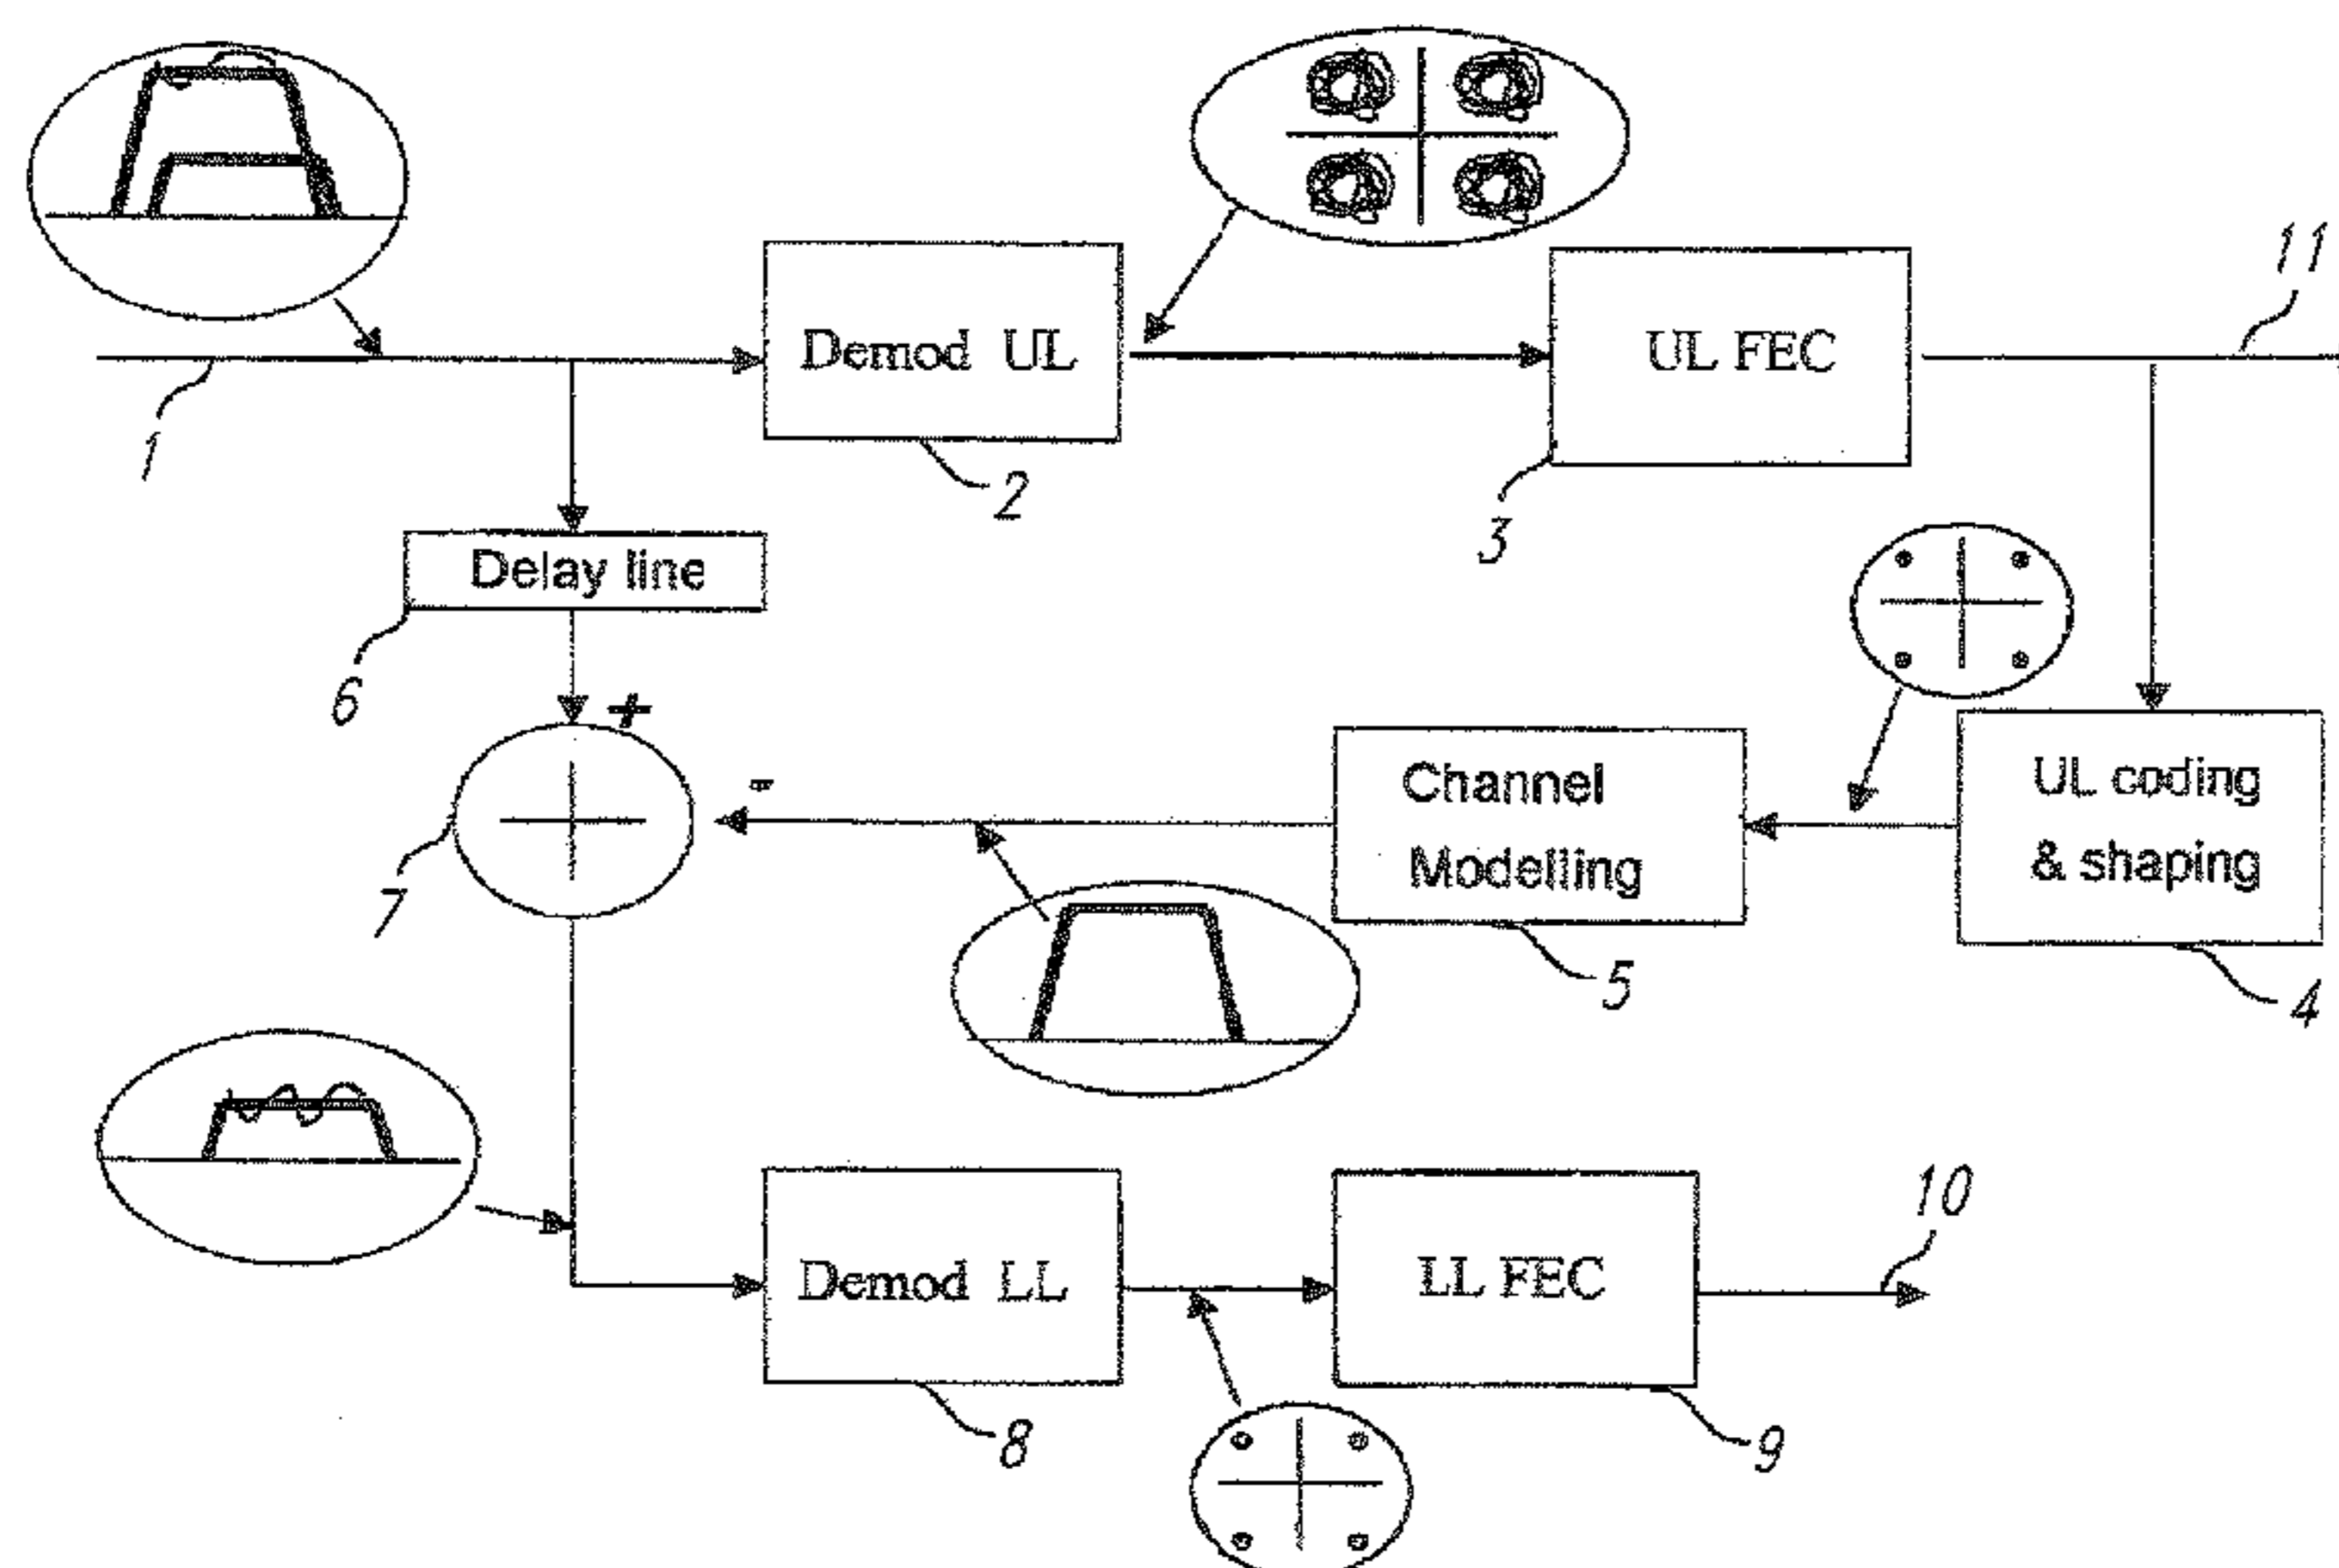 11
Demod UL
UL FEC
1
2
3
Delay line
6
+
-
Channel
Modelling
UL coding
& shaping
7
5
4
10
Demod LL
LL FEC
8
9